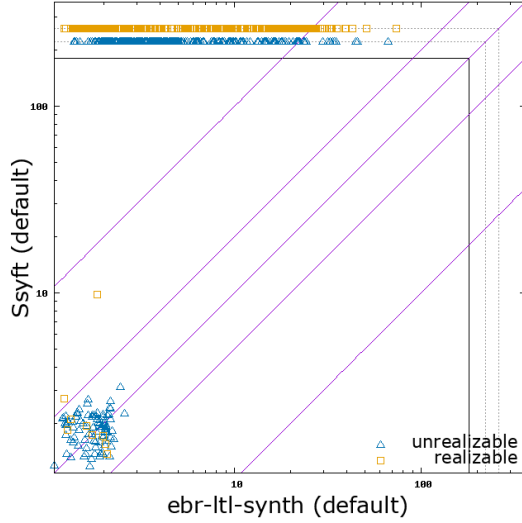 100
Ssyft (default)
10
unrealizable
realizable
10
100
ebr-ltl-synth (default)